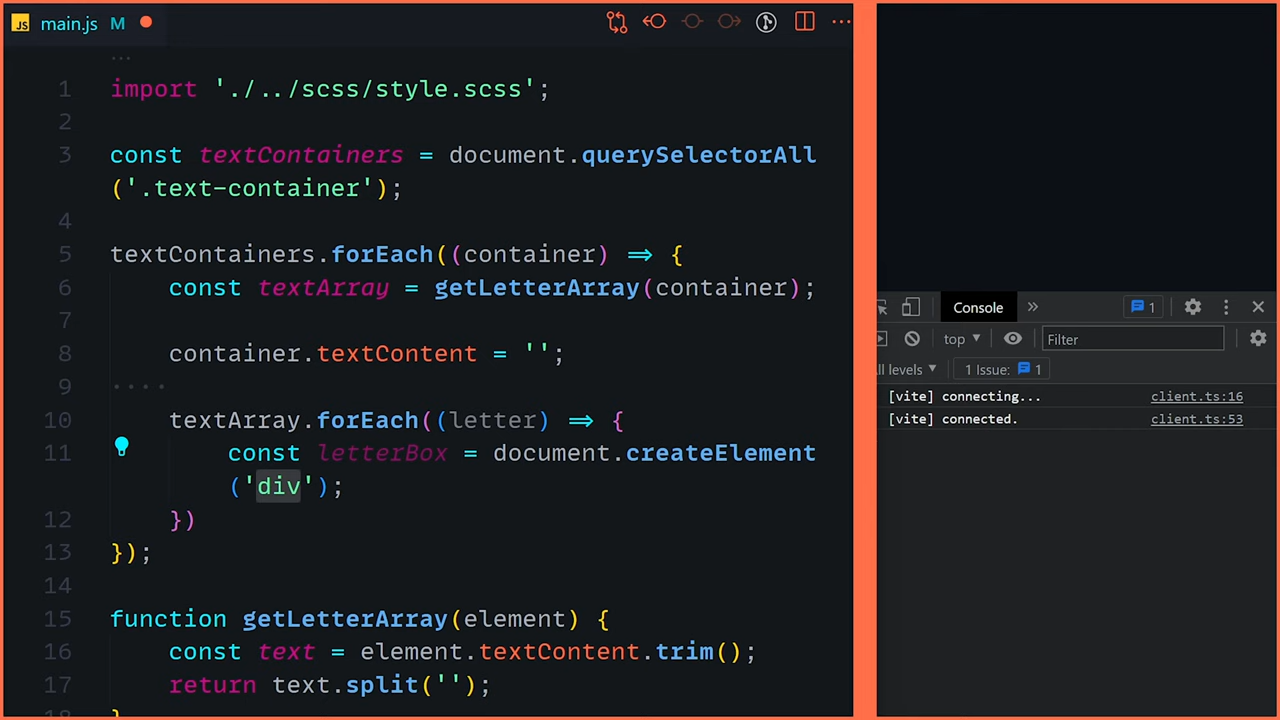 JS main.js M
...
1 import './../scss/style.scss';
2
3 const textContainers = document.querySelectorAll
('.text-container');
4
5 textContainers.forEach((container) => {
6 const textArray = getLetterArray(container);
7
8 container.textContent = '';
9 ····
10 textArray.forEach((letter) => {
11 const letterBox = document.createElement
('div');
12 })
13 });
14
15 function getLetterArray(element) {
16 const text = element.textContent.trim();
17 return text.split('');
18 }
Console » 1
top ▼ Filter
ll levels ▼ 1 Issue: 1
[vite] connecting... client.ts:16
[vite] connected. client.ts:53